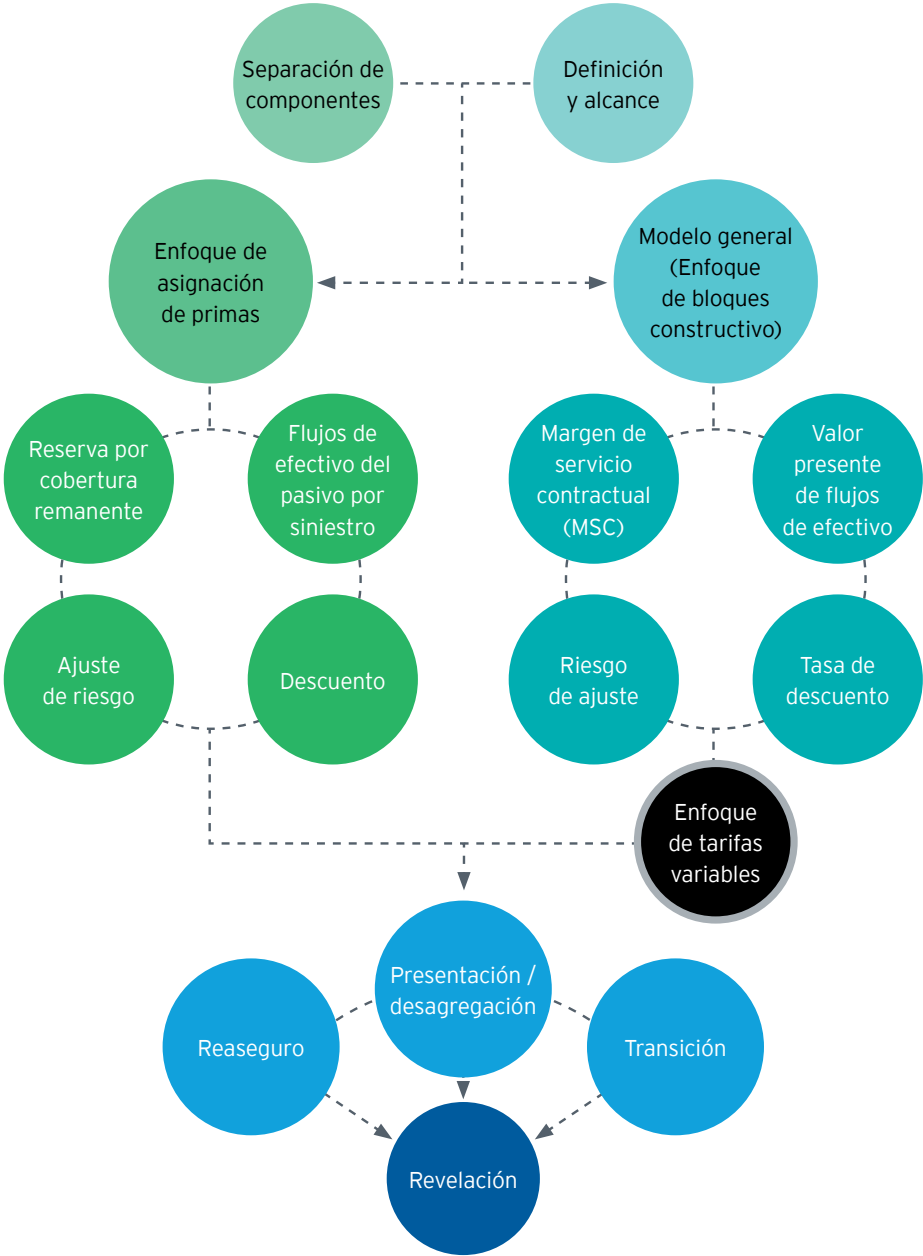 Separación de
componentes
Definición
y alcance
Enfoque de
asignación
de primas
Modelo general
(Enfoque
de bloques
constructivo)
Reserva por
cobertura
remanente
Flujos de
efectivo del
pasivo por
siniestro
Margen de
servicio
contractual
(MSC)
Valor
presente
de flujos
de efectivo
Ajuste
de riesgo
Descuento
Riesgo
de ajuste
Tasa de
descuento
Enfoque
de tarifas
variables
Presentación /
desagregación
Reaseguro
Transición
Revelación